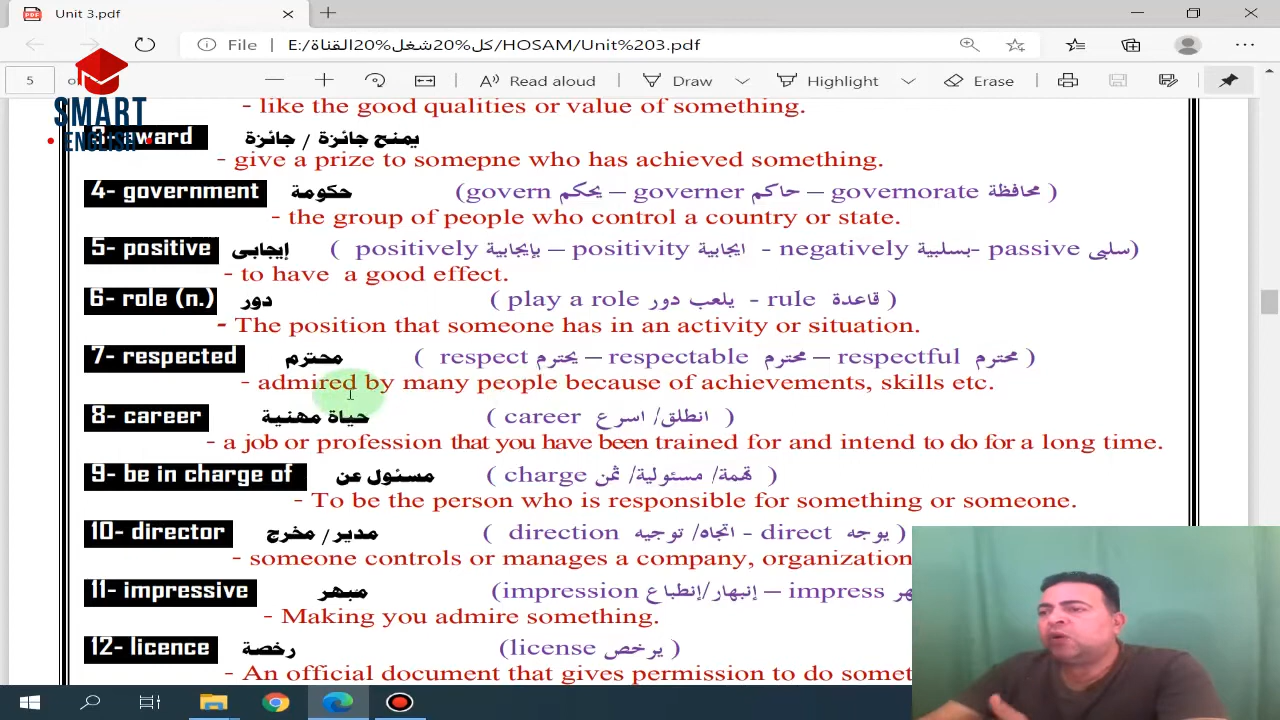 Unit 3.pdf
File E:/كل%20شغل%20القناة/HOSAM/Unit%203.pdf
5 of Read aloud Draw Highlight Erase
- like the good qualities or value of something.
SMART ENGLISH
award يمنح جائزة / جائزة
- give a prize to somepne who has achieved something.
4- government حكومة (govern يحكم – governer حاكم – governorate محافظة )
- the group of people who control a country or state.
5- positive إيجابى ( positively بإيجابية – positivity ايجابية - negatively بسلبية - passive سلبى)
- to have a good effect.
6- role (n.) دور ( play a role يلعب دور - rule قاعدة )
- The position that someone has in an activity or situation.
7- respected محترم ( respect يحترم – respectable محترم – respectful محترم )
- admired by many people because of achievements, skills etc.
8- career حياة مهنية ( career انطلق/ اسرع )
- a job or profession that you have been trained for and intend to do for a long time.
9- be in charge of مسئول عن ( charge تهمة/ مسئولية/ ثمن )
- To be the person who is responsible for something or someone.
10- director مدير/ مخرج ( direction اتجاه/ توجيه - direct يوجه )
- someone controls or manages a company, organization
11- impressive مبهر (impression إنبهار/إنطباع – impress
- Making you admire something.
12- licence رخصة (license يرخص )
- An official document that gives permission to do